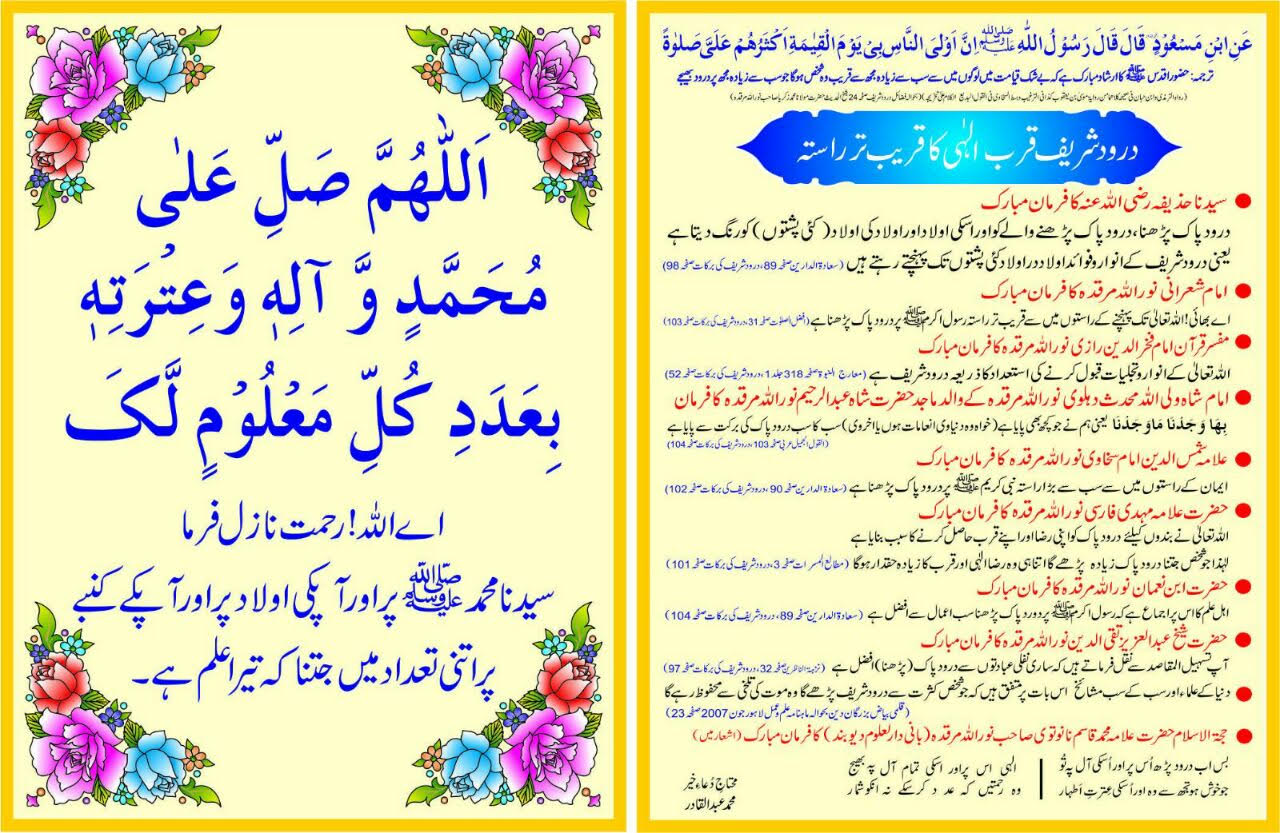 اَللّٰهُمَّ صَلِّ عَلٰى
مُحَمَّدٍ وَّ آلِهٖ وَعِتْرَتِهٖ
بِعَدَدِ كُلِّ مَعْلُوْمٍ لَّکَ
اے اللہ! رحمت نازل فرما
سیدنا محمد ﷺ پر اور آپکی اولاد پر اور آپکے کنبے
پر اتنی تعداد میں جتنا کہ تیرا علم ہے۔
عَنِ ابْنِ مَسْعُوْدٍؓ قَالَ قَالَ رَسُوْلُ اللّٰهِ ﷺ اِنَّ اَوْلَی النَّاسِ بِیْ یَوْمَ الْقِیٰمَةِ اَکْثَرُهُمْ عَلَیَّ صَلٰوةً
ترجمہ: حضور اقدس ﷺ کا ارشاد مبارک ہے کہ بے شک قیامت میں لوگوں میں سے سب سے زیادہ مجھ سے قریب وہ شخص ہوگا جو سب سے زیادہ مجھ پر درود بھیجے
درود شریف قرب الٰہی کا قریب تر راستہ
● سیدنا حذیفہ رضی اللہ عنہ کا فرمان مبارک
درود پاک پڑھنا، درود پاک پڑھنے والے کو اور اسکی اولاد اور اولاد کی اولاد (کئی پشتوں) کو رنگ دیتا ہے
یعنی درود شریف کے انوار و فوائد اولاد در اولاد کئی پشتوں تک پہنچتے رہتے ہیں (سعادۃ الدارین صفحہ 89، درود شریف کی برکات صفحہ 98)
● امام شعرانی نور اللہ مرقدہ کا فرمان مبارک
اے بھائی! اللہ تعالیٰ تک پہنچنے کے راستوں میں سے قریب تر راستہ رسول اکرم ﷺ پر درود پاک پڑھنا ہے (افضل الصلوٰت صفحہ 31، درود شریف کی برکات صفحہ 103)
● مفسر قرآن امام فخر الدین رازی نور اللہ مرقدہ کا فرمان مبارک
اللہ تعالیٰ کے انوار و تجلیات قبول کرنے کی استعداد کا ذریعہ درود شریف ہے (معارج النبوۃ صفحہ 318 جلد 1، درود شریف کی برکات صفحہ 52)
● امام شاہ ولی اللہ محدث دہلوی نور اللہ مرقدہ کے والد ماجد حضرت شاہ عبدالرحیم نور اللہ مرقدہ کا فرمان
بِهَا وَجَدْنَا مَاوَجَدْنَا یعنی ہم نے جو کچھ بھی پایا ہے (خواہ وہ دنیاوی انعامات ہوں یا اخروی) سب کا سب درود پاک کی برکت سے پایا ہے
(القول الجمیل عربی صفحہ 103، درود شریف کی برکات صفحہ 104)
● علامہ شمس الدین امام سخاوی نور اللہ مرقدہ کا فرمان مبارک
ایمان کے راستوں میں سے سب سے بڑا راستہ نبی کریم ﷺ پر درود پاک پڑھنا ہے (سعادۃ الدارین صفحہ 90، درود شریف کی برکات صفحہ 102)
● حضرت علامہ مہدی فارسی نور اللہ مرقدہ کا فرمان مبارک
اللہ تعالیٰ نے بندوں کیلئے درود پاک کو اپنی رضا اور اپنے قرب حاصل کرنے کا سبب بنایا ہے
لہٰذا جو شخص جتنا درود پاک زیادہ پڑھے گا اتنا ہی وہ رضا الٰہی اور قرب کا زیادہ حقدار ہوگا (مطالع المسرات صفحہ 3، درود شریف کی برکات صفحہ 101)
● حضرت ابن نعمان نور اللہ مرقدہ کا فرمان مبارک
اہل علم کا اس پر اجماع ہے کہ رسول اکرم ﷺ پر درود پاک پڑھنا سب اعمال سے افضل ہے (سعادۃ الدارین صفحہ 89، درود شریف کی برکات صفحہ 104)
● حضرت شیخ عبدالعزیز تقی الدین نور اللہ مرقدہ کا فرمان مبارک
آپ تسہیل المقاصد سے نقل فرماتے ہیں کہ ساری نفلی عبادتوں سے درود پاک (پڑھنا) افضل ہے (نزہۃ الناظرین صفحہ 32، درود شریف کی برکات صفحہ 97)
● دنیا کے علماء اور سب کے سب مشائخ اس بات پر متفق ہیں کہ جو شخص کثرت سے درود شریف پڑھے گا وہ موت کی تلخی سے محفوظ رہے گا
(قلمی بیاض بزرگان دین بحوالہ ماہنامہ علم و عمل لاہور جون 2007 صفحہ 23)
● حجۃ الاسلام حضرت علامہ محمد قاسم نانوتوی صاحب نور اللہ مرقدہ (بانی دارلعلوم دیوبند) کا فرمان مبارک (اشعار میں)
بس اب درود پڑھ اُس پر اور اُسکی آل پہ تُو
جو خوش ہو تجھ سے وہ اور اُسکی عِترتِ اَطہار
الٰہی اس پر اور اسکی تمام آل پہ بھیج
وہ رحمتیں کہ عدد کرسکے نہ انکو شمار
محتاج دُعاءِ خیر
محمد عبدالقادر